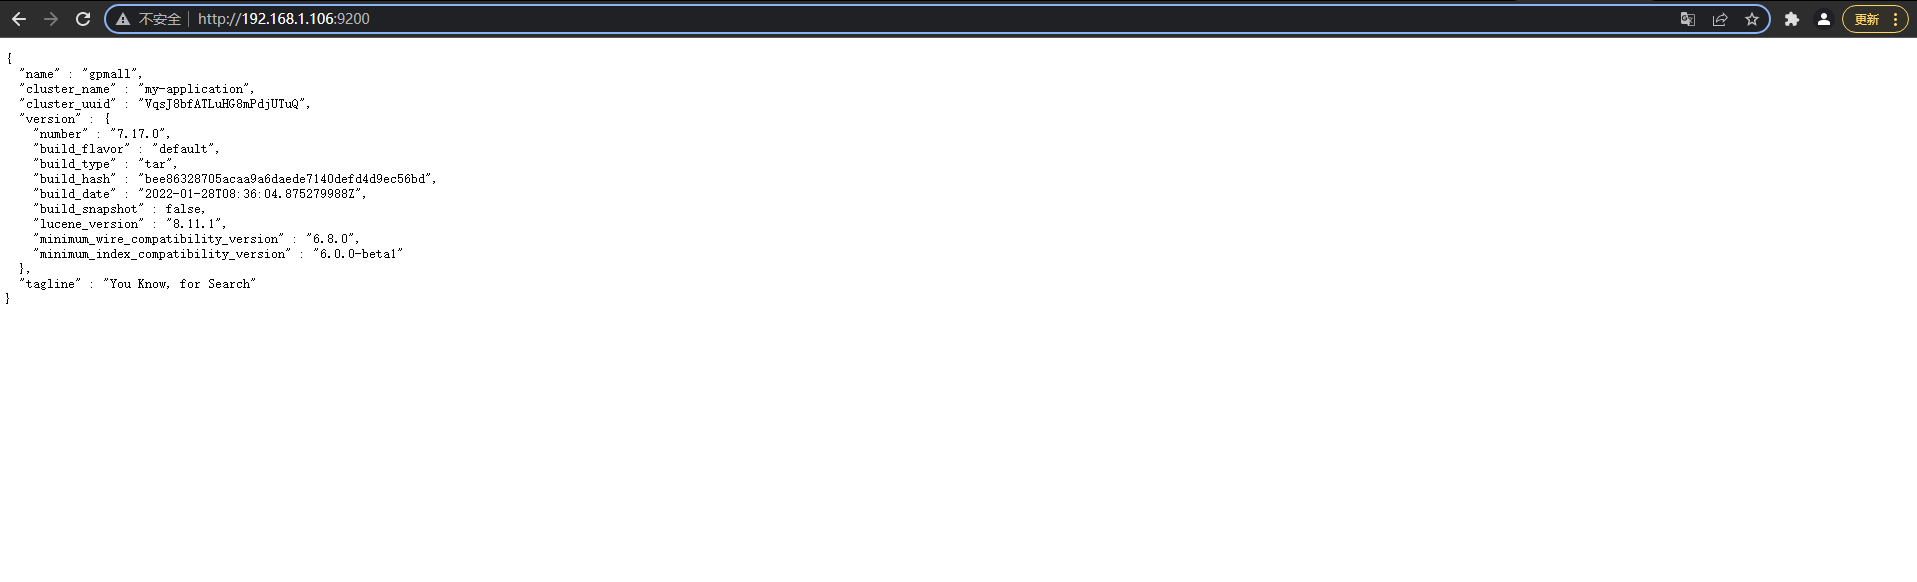 不安全 | http://192.168.1.106:9200 更新
{
"name" : "gpmall",
"cluster_name" : "my-application",
"cluster_uuid" : "VqsJ8bfATLuHG8mPdjUTuQ",
"version" : {
"number" : "7.17.0",
"build_flavor" : "default",
"build_type" : "tar",
"build_hash" : "bee86328705acaa9a6daede7140defd4d9ec56bd",
"build_date" : "2022-01-28T08:36:04.875279988Z",
"build_snapshot" : false,
"lucene_version" : "8.11.1",
"minimum_wire_compatibility_version" : "6.8.0",
"minimum_index_compatibility_version" : "6.0.0-beta1"
},
"tagline" : "You Know, for Search"
}